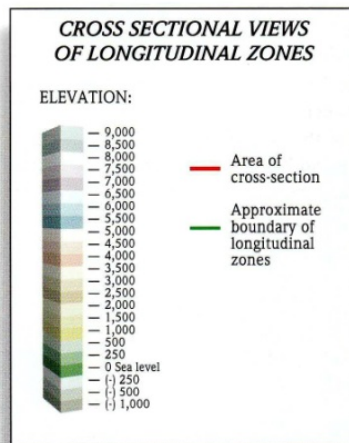 CROSS SECTIONAL VIEWS
OF LONGITUDINAL ZONES
ELEVATION:
9,000
8,500
8,000
7,500
7,000
6,500
6,000
5,500
5,000
4,500
4,000
3,500
3,000
2,500
2,000
1,500
1,000
500
250
0 Sea level
(-) 250
(-) 500
(-) 1,000
Area of
cross-section
Approximate
boundary of
longitudinal
zones